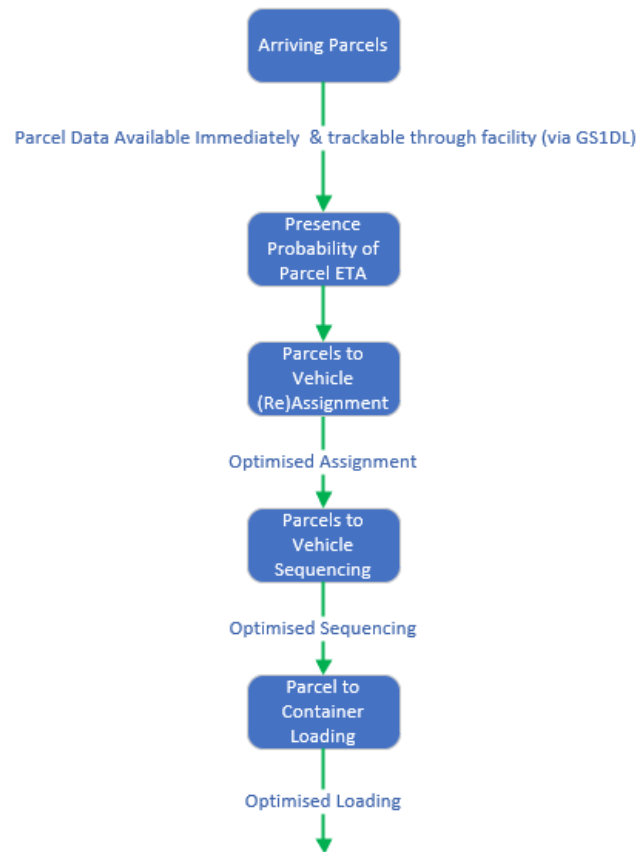 Arriving Parcels
Parcel Data Available Immediately & trackable through facility (via GS1DL)
Presence
Probability of
Parcel ETA
Parcels to
Vehicle
(Re)Assignment
Optimised Assignment
Parcels to
Vehicle
Sequencing
Optimised Sequencing
Parcel to
Container
Loading
Optimised Loading